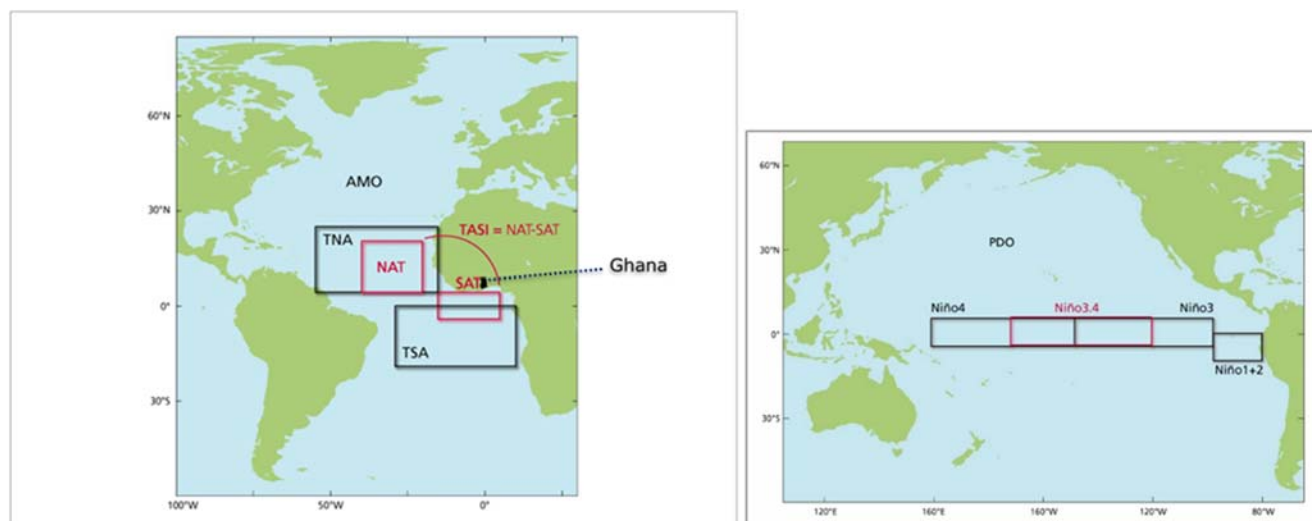 60°N
30°N
0°
30°S
100°W
50°W
0°
AMO
TNA
NAT
TASI = NAT-SAT
SAT
TSA
Ghana
60°N
30°N
0°
30°S
120°E
160°E
160°W
120°W
80°W
PDO
Niño4
Niño3.4
Niño3
Niño1+2